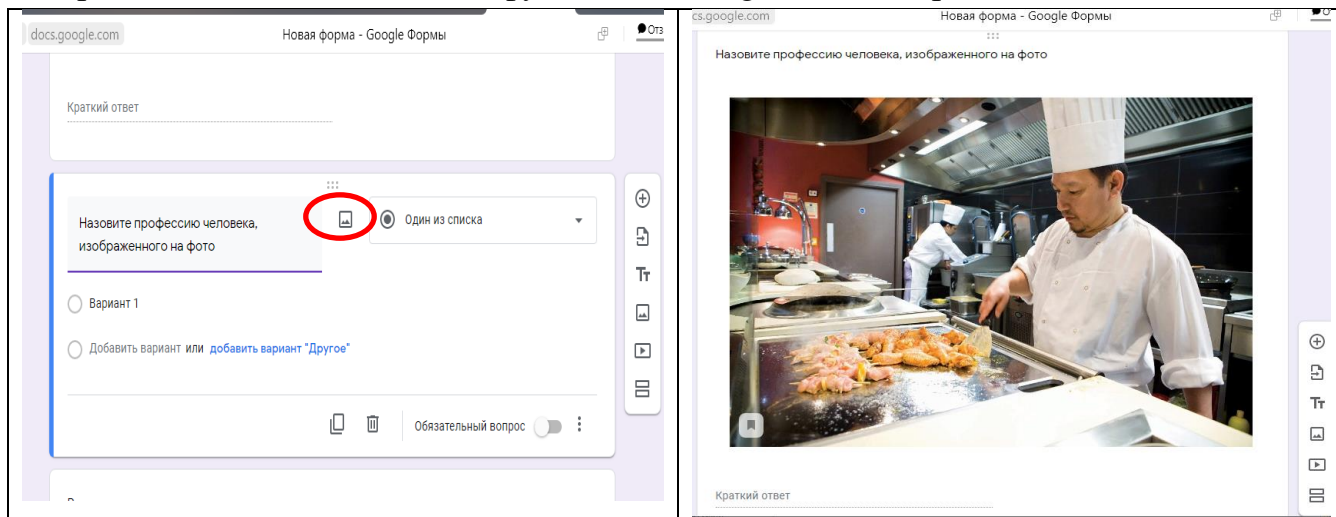 docs.google.com
Новая форма - Google Формы
Отз
Краткий ответ
Назовите профессию человека,
изображенного на фото
Один из списка
Вариант 1
Добавить вариант или добавить вариант "Другое"
Обязательный вопрос
Tт
cs.google.com
Новая форма - Google Формы
Назовите профессию человека, изображенного на фото
Tт
Краткий ответ